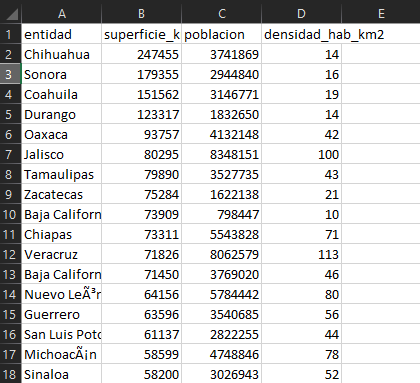 A B C D E
1 entidad superficie_k poblacion densidad_hab_km2
2 Chihuahua 247455 3741869 14
3 Sonora 179355 2944840 16
4 Coahuila 151562 3146771 19
5 Durango 123317 1832650 14
6 Oaxaca 93757 4132148 42
7 Jalisco 80295 8348151 100
8 Tamaulipas 79890 3527735 43
9 Zacatecas 75284 1622138 21
10 Baja Californ 73909 798447 10
11 Chiapas 73311 5543828 71
12 Veracruz 71826 8062579 113
13 Baja Californ 71450 3769020 46
14 Nuevo LeÃ³n 64156 5784442 80
15 Guerrero 63596 3540685 56
16 San Luis Poto 61137 2822255 44
17 MichoacÃ¡n 58599 4748846 78
18 Sinaloa 58200 3026943 52